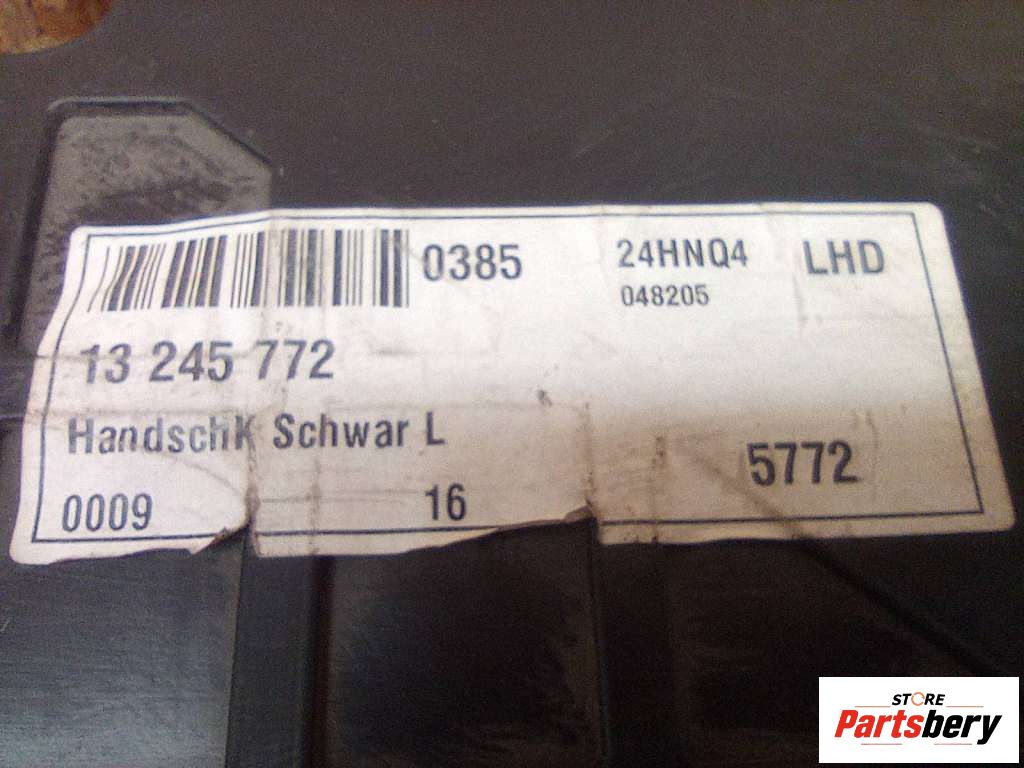 0385 24HNQ4 LHD
048205
13 245 772
HandschK Schwar L
5772
0009 16
STORE
Partsbery